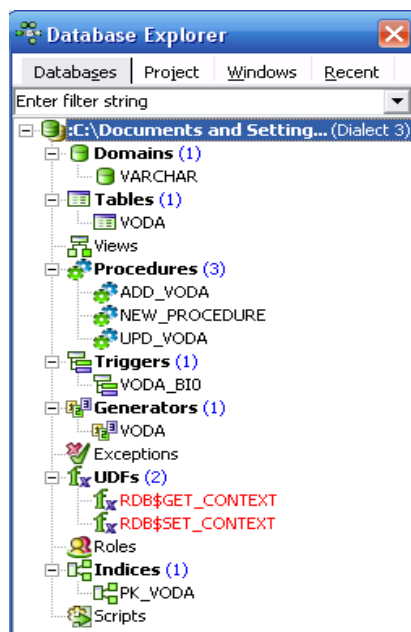 Database Explorer
Databases Project Windows Recent
Enter filter string
:C:\Documents and Setting... (Dialect 3)
Domains (1)
VARCHAR
Tables (1)
VODA
Views
Procedures (3)
ADD_VODA
NEW_PROCEDURE
UPD_VODA
Triggers (1)
VODA_BI0
Generators (1)
VODA
Exceptions
UDFs (2)
RDB$GET_CONTEXT
RDB$SET_CONTEXT
Roles
Indices (1)
PK_VODA
Scripts